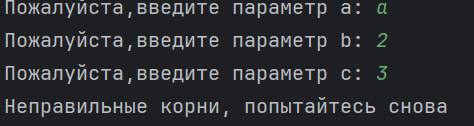 Пожалуйста,введите параметр a: a
Пожалуйста,введите параметр b: 2
Пожалуйста,введите параметр c: 3
Неправильные корни, попытайтесь снова